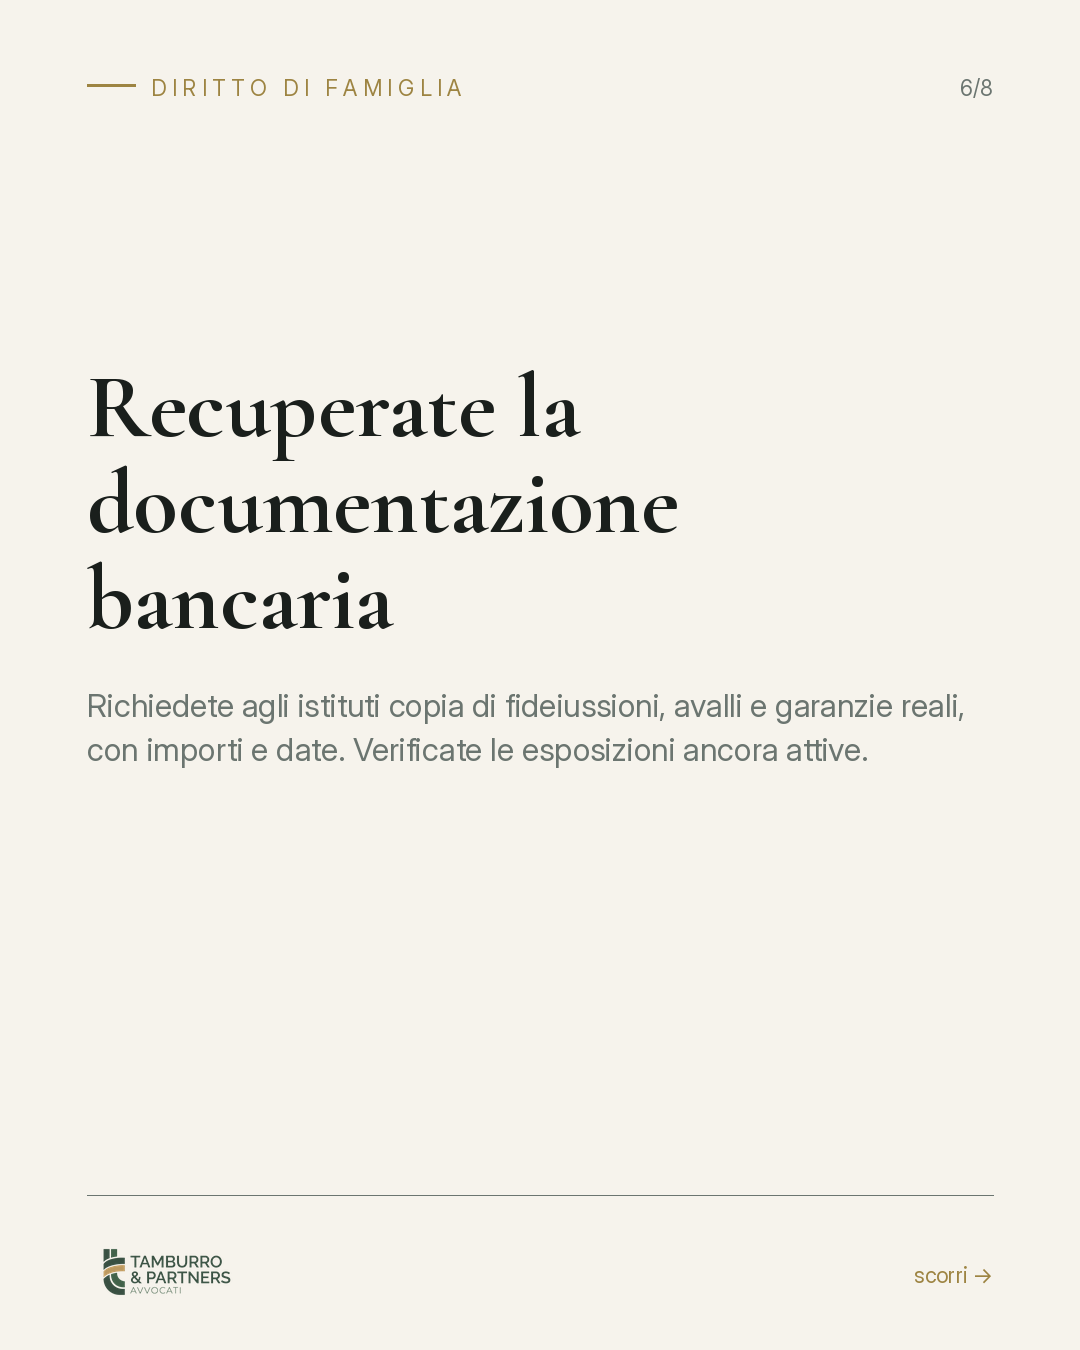 DIRITTO DI FAMIGLIA
6/8
Recuperate la
documentazione
bancaria
Richiedete agli istituti copia di fideiussioni, avalli e garanzie reali,
con importi e date. Verificate le esposizioni ancora attive.
TAMBURRO
& PARTNERS
AVVOCATI
scorri →